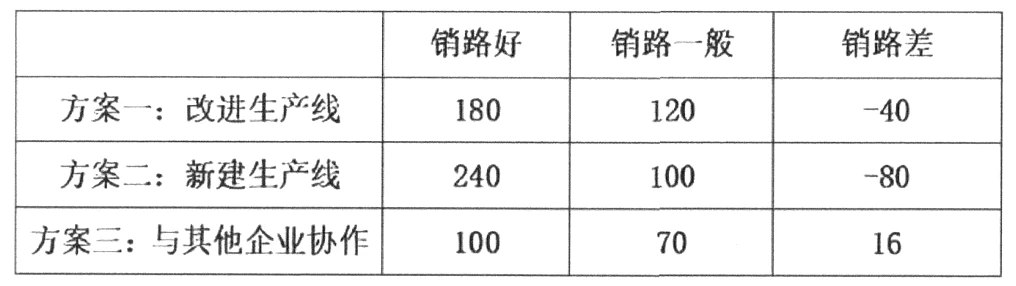 销路好 销路一般 销路差
方案一：改进生产线 180 120 -40
方案二：新建生产线 240 100 -80
方案三：与其他企业协作 100 70 16